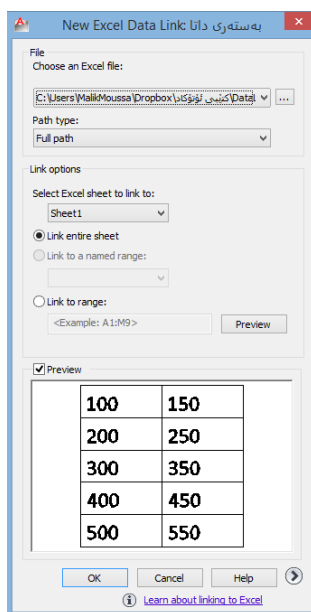 New Excel Data Link: بەستەری داتا
File
Choose an Excel file:
C:\Users\MalikMoussa\Dropbox\کتێبی ئۆتۆکاد\Data\
...
Path type:
Full path
Link options
Select Excel sheet to link to:
Sheet1
Link entire sheet
Link to a named range:
Link to range:
<Example: A1:M9>
Preview
Preview
100 150
200 250
300 350
400 450
500 550
OK Cancel Help
Learn about linking to Excel